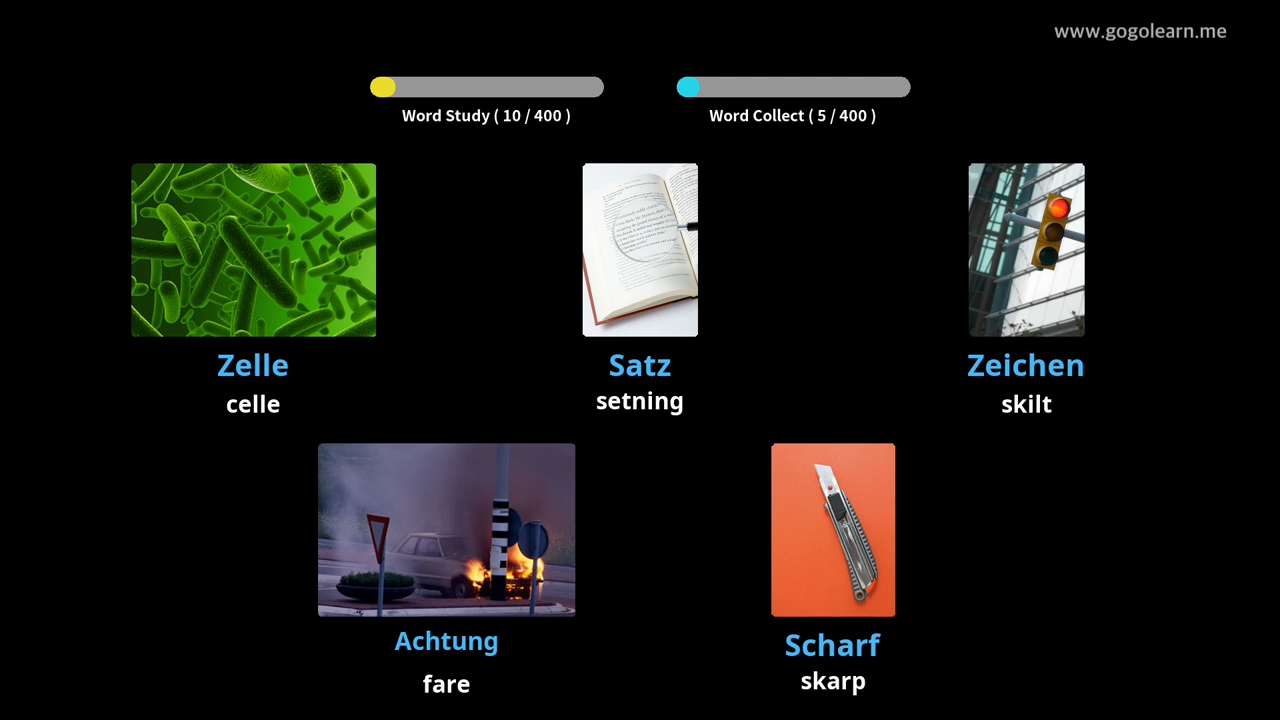 www.gogolearn.me
Word Study ( 10 / 400 )
Word Collect ( 5 / 400 )
Zelle
celle
Satz
setning
Zeichen
skilt
Achtung
fare
Scharf
skarp